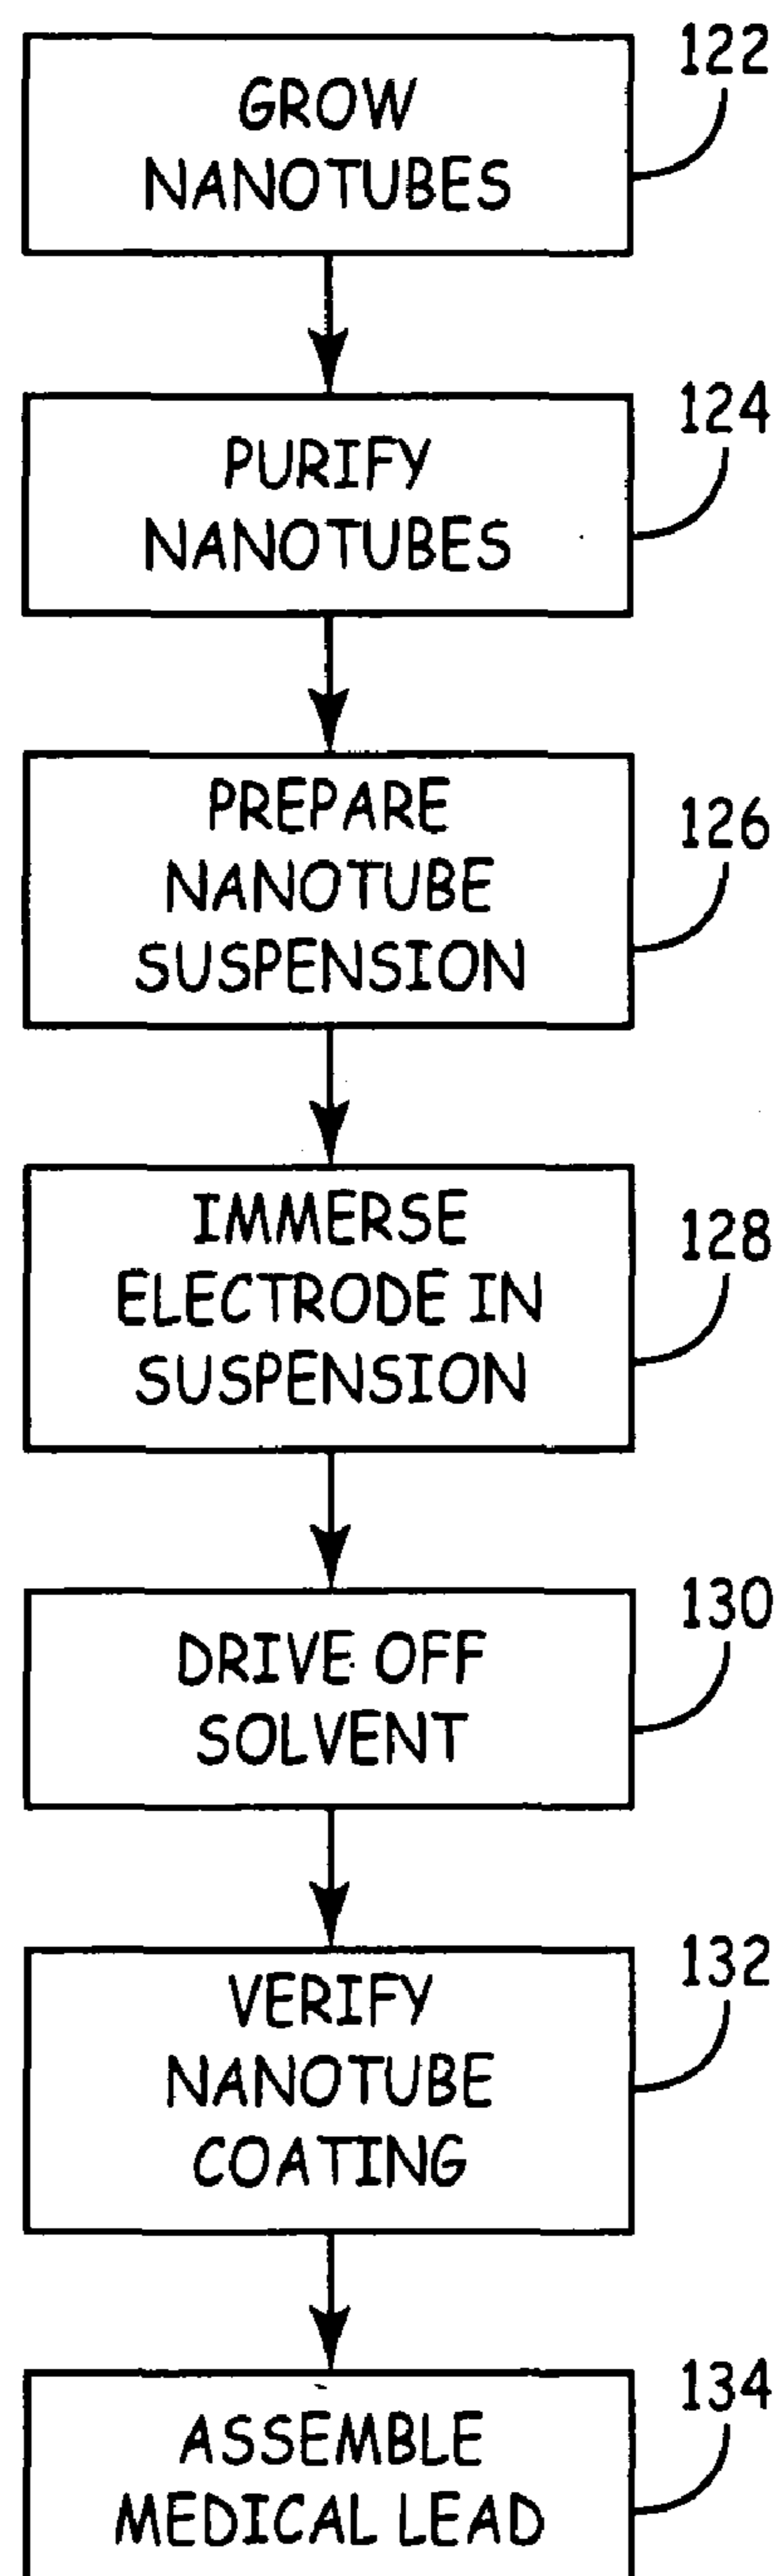 122
GROW
NANOTUBES
124
PURIFY
NANOTUBES
126
PREPARE
NANOTUBE
SUSPENSION
128
IMMERSE
ELECTRODE IN
SUSPENSION
130
DRIVE OFF
SOLVENT
132
VERIFY
NANOTUBE
COATING
134
ASSEMBLE
MEDICAL LEAD